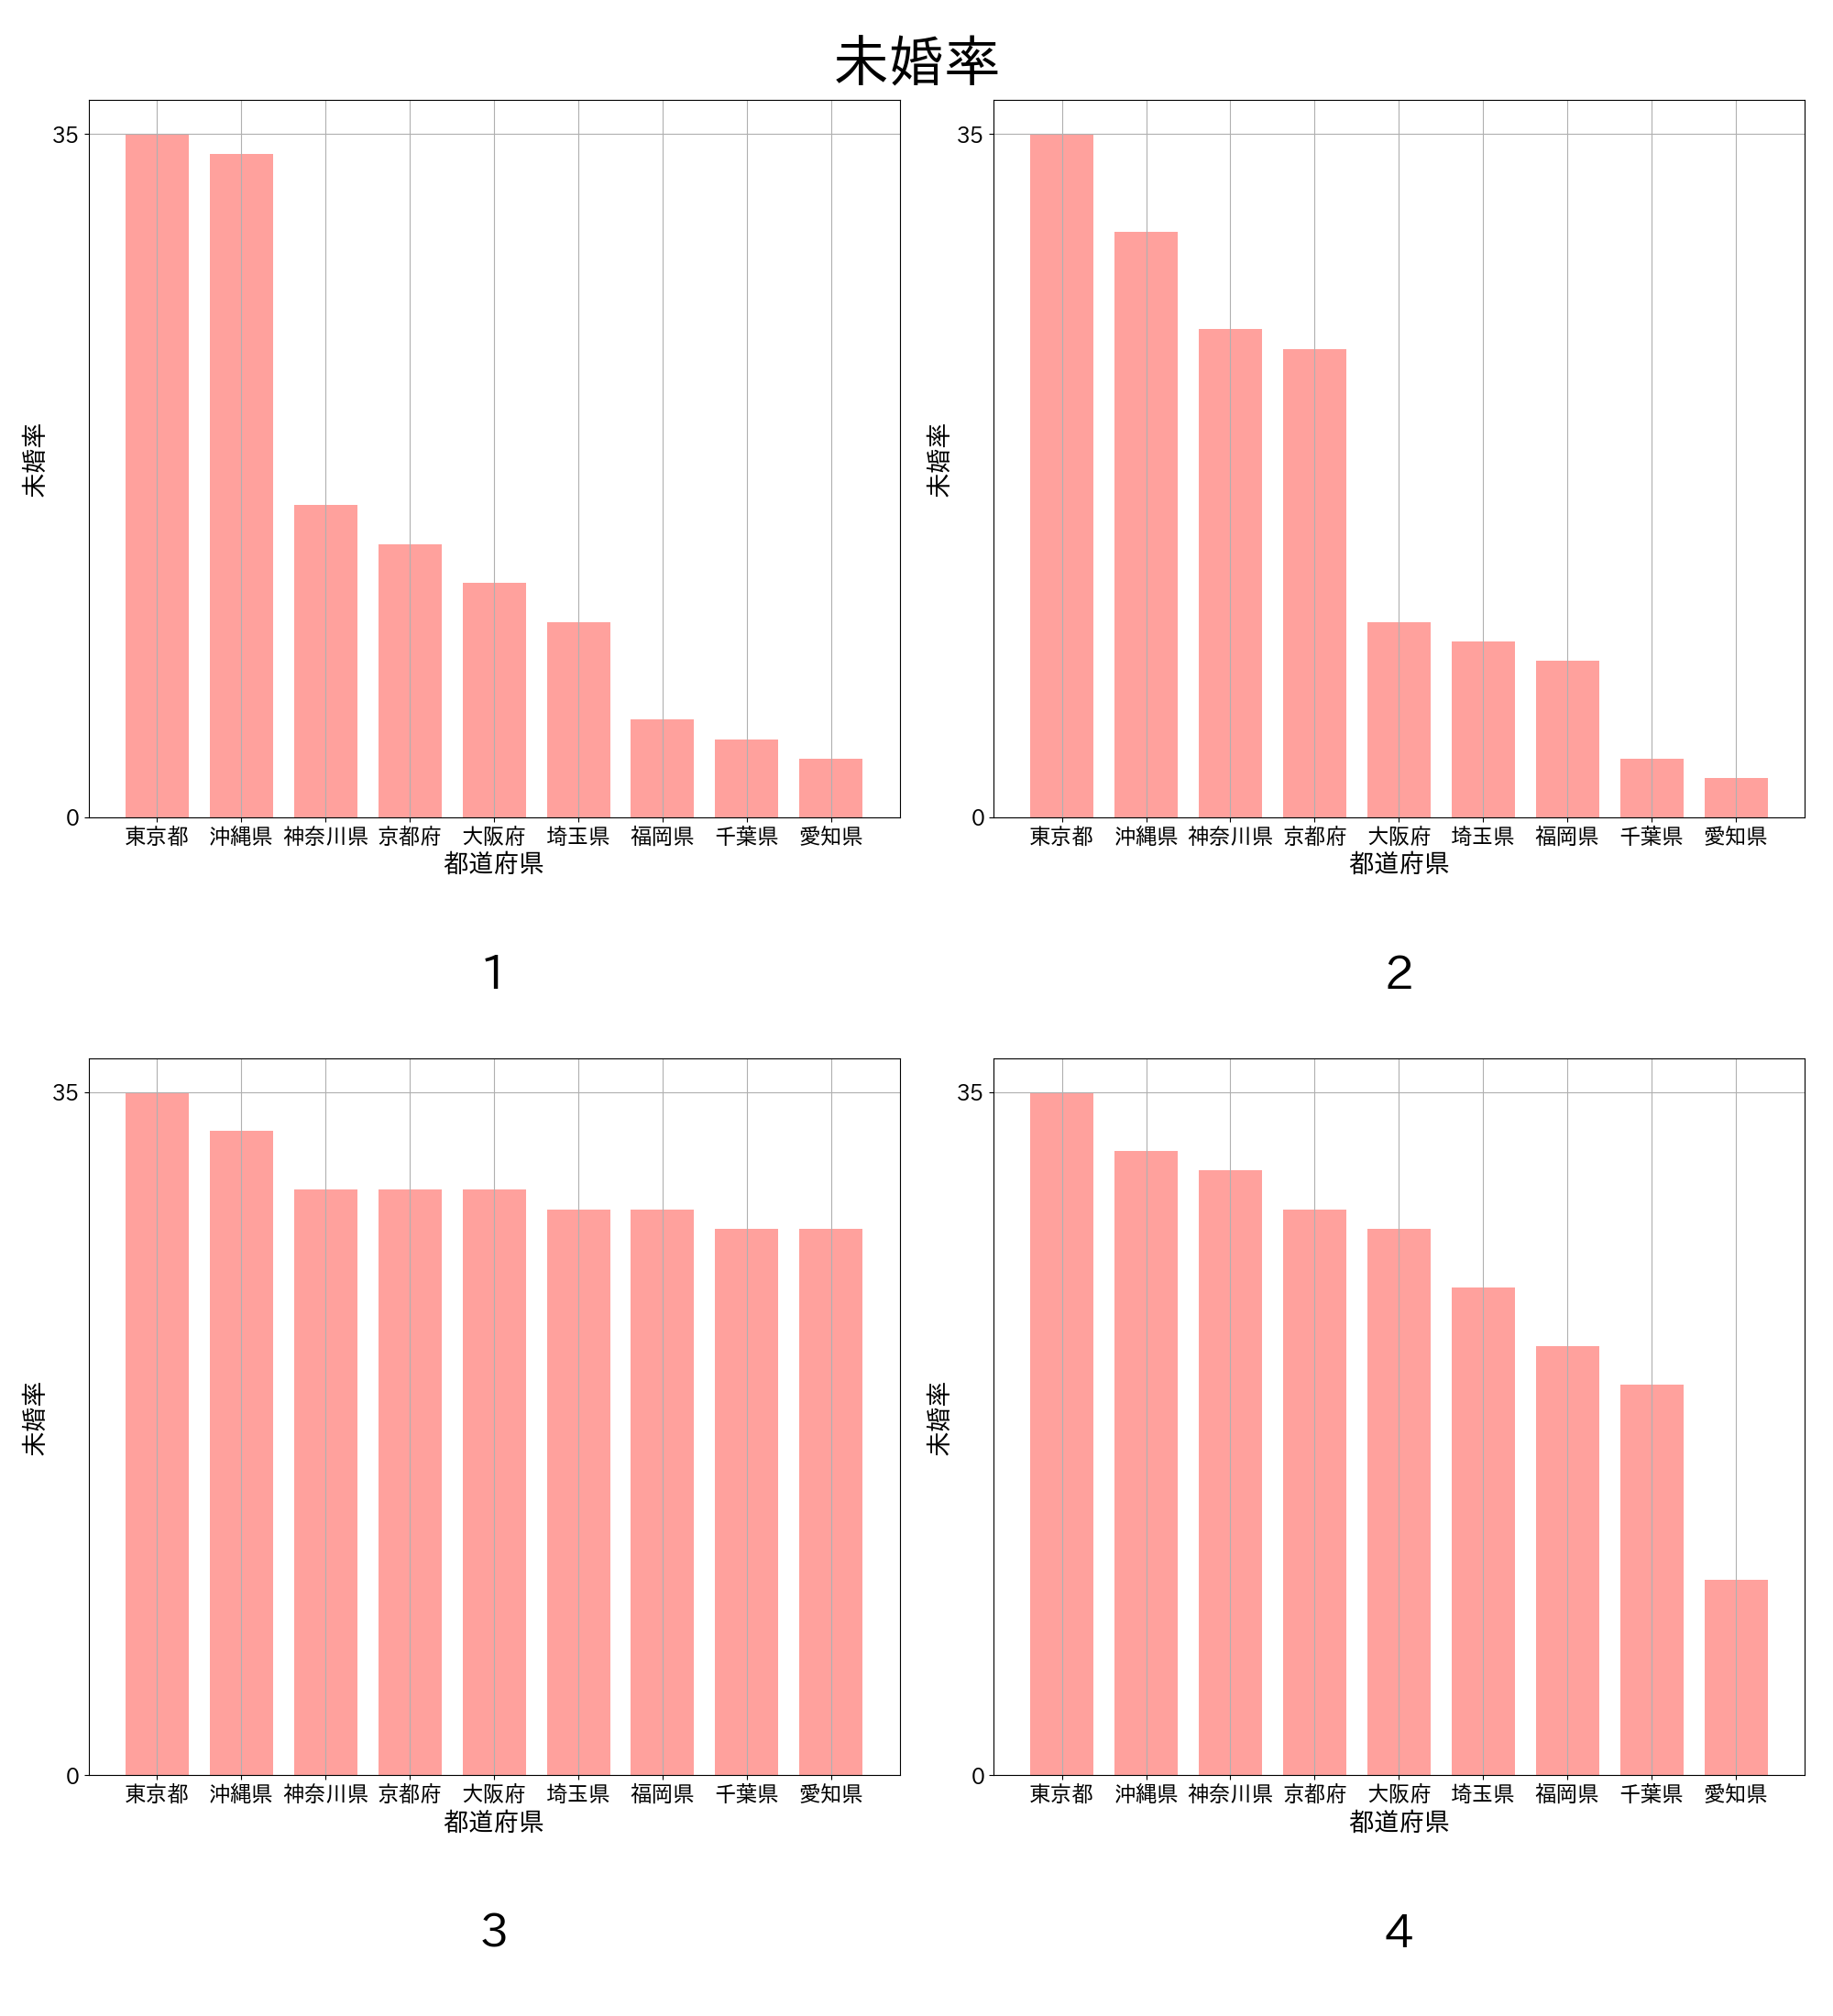 未婚率
35
0
未婚率
東京都 沖縄県 神奈川県 京都府 大阪府 埼玉県 福岡県 千葉県 愛知県
都道府県
1
35
0
未婚率
東京都 沖縄県 神奈川県 京都府 大阪府 埼玉県 福岡県 千葉県 愛知県
都道府県
2
35
0
未婚率
東京都 沖縄県 神奈川県 京都府 大阪府 埼玉県 福岡県 千葉県 愛知県
都道府県
3
35
0
未婚率
東京都 沖縄県 神奈川県 京都府 大阪府 埼玉県 福岡県 千葉県 愛知県
都道府県
4